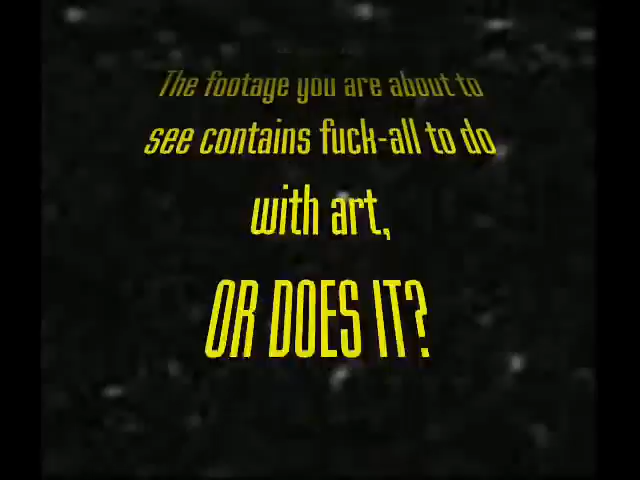 The footage you are about to
see contains fuck-all to do
with art,
OR DOES IT?